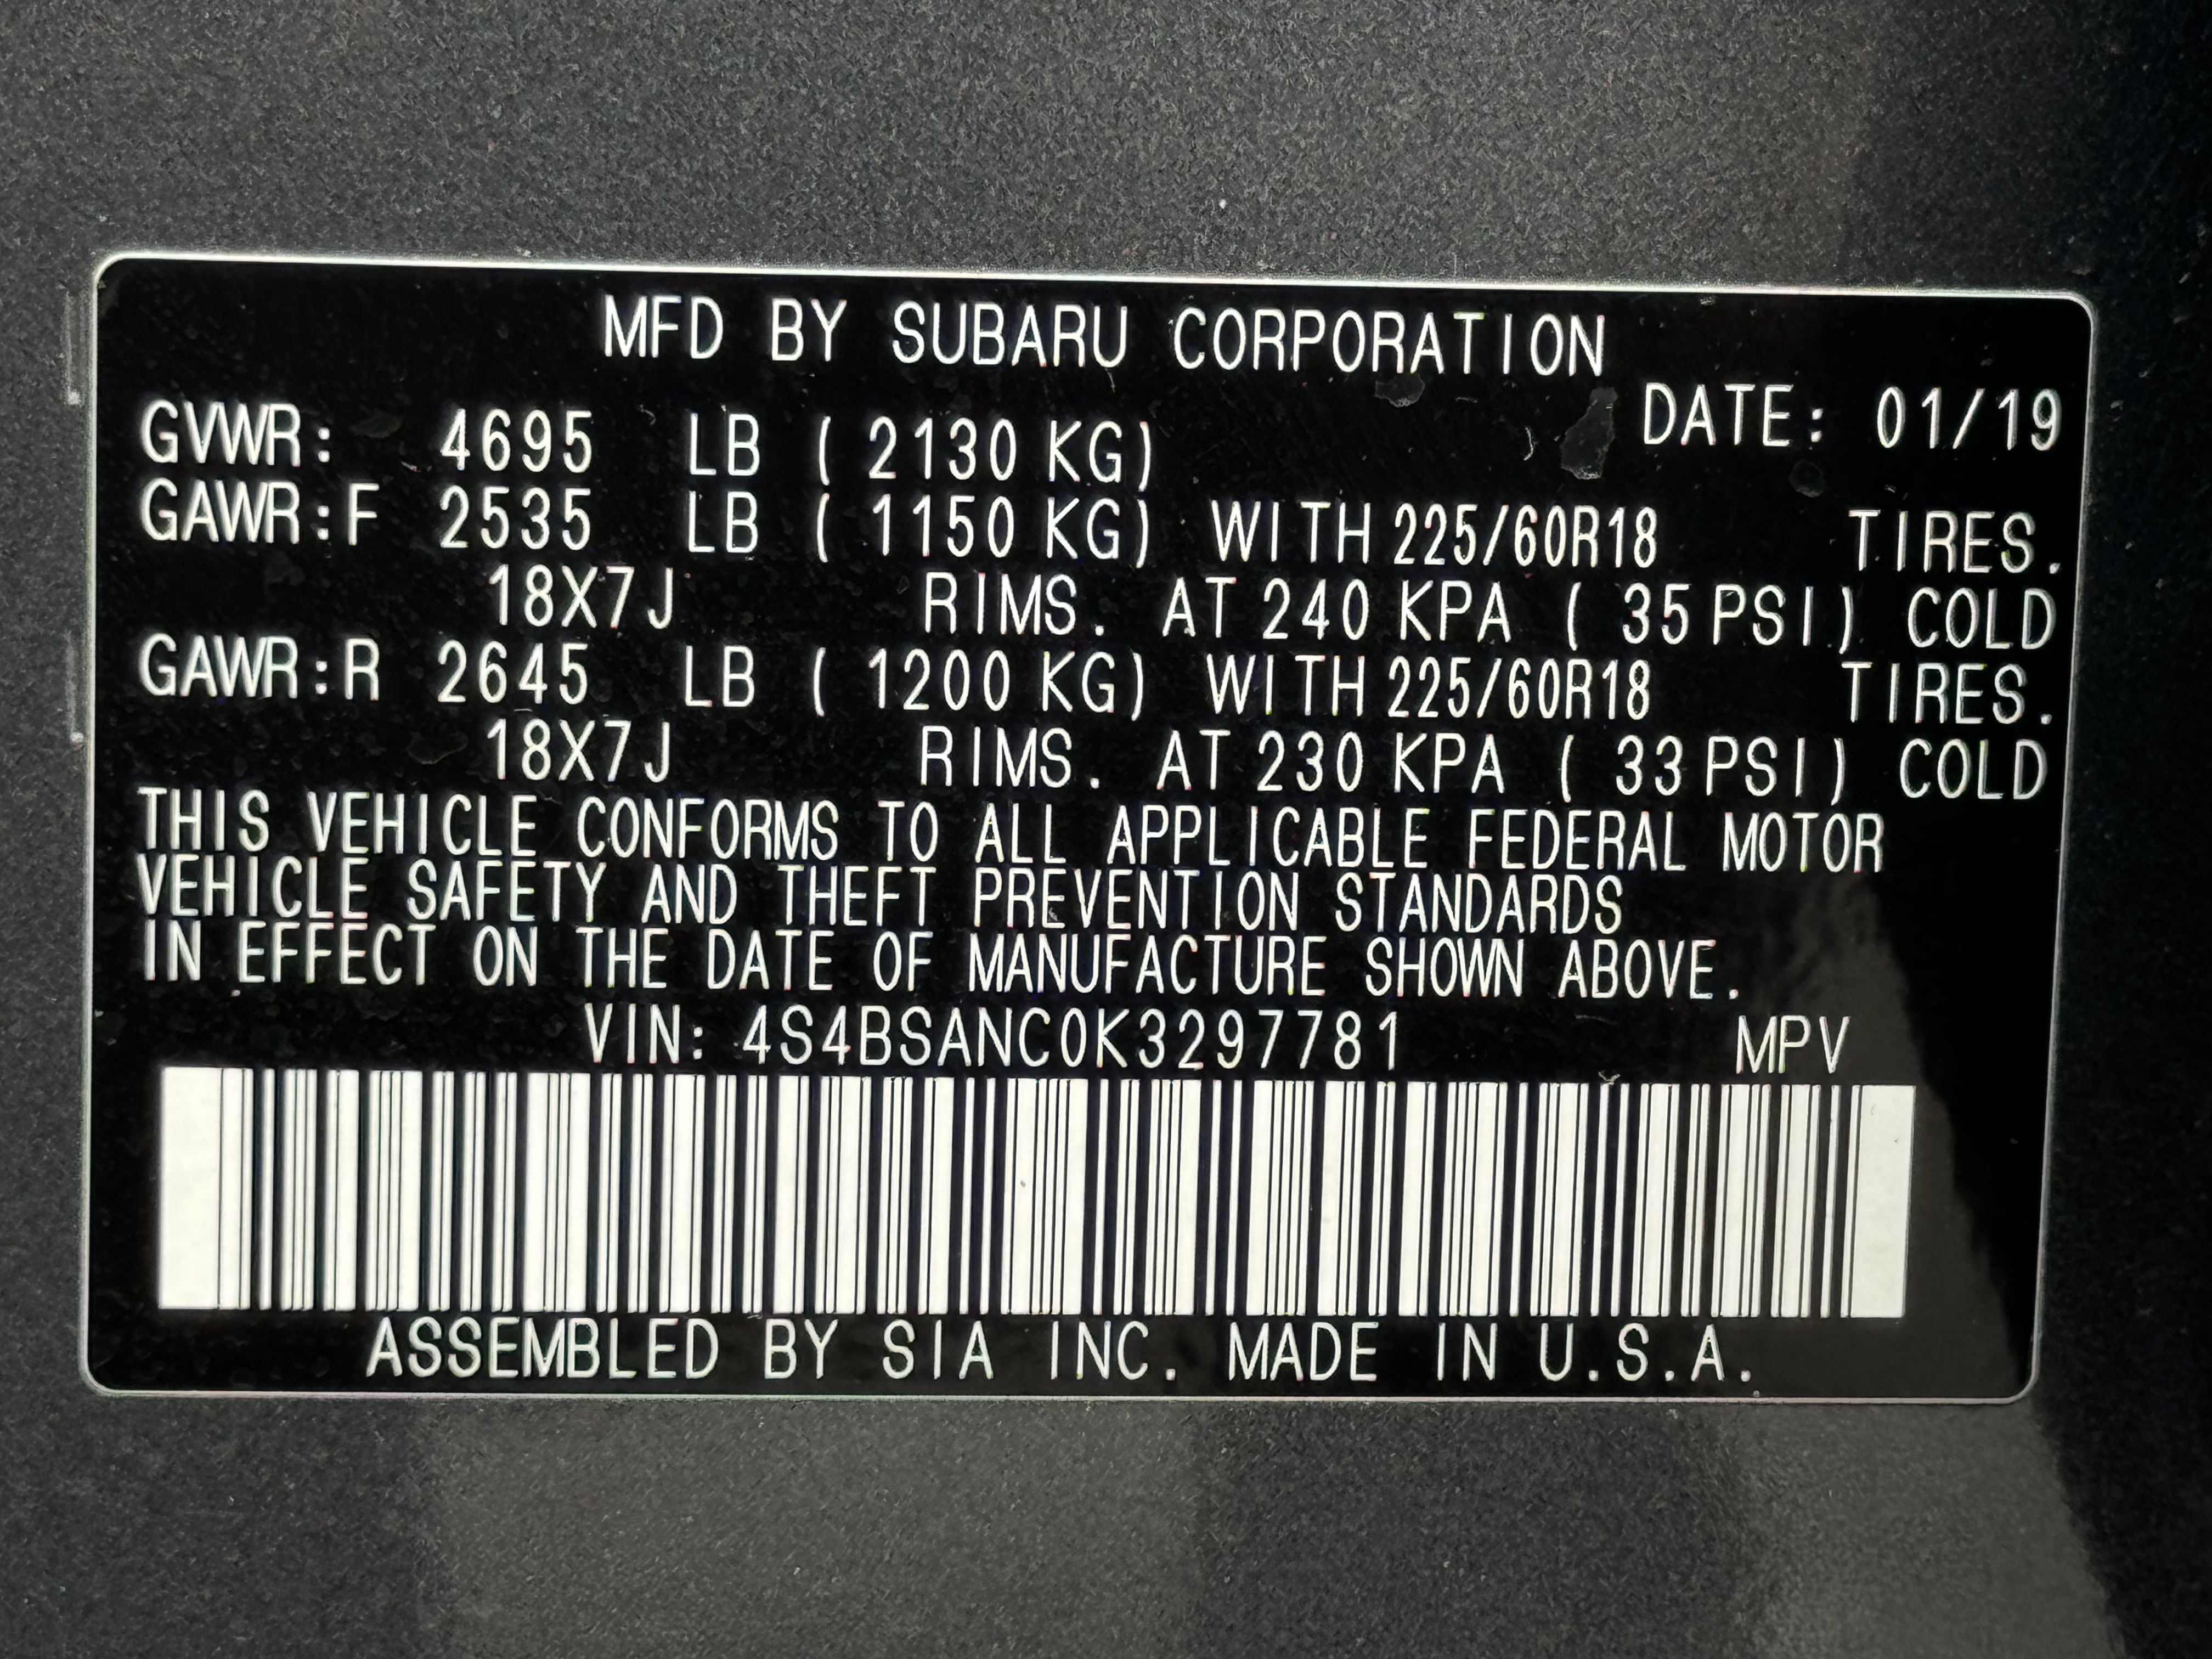 MFD BY SUBARU CORPORATION
DATE: 01/19
GVWR: 4695 LB ( 2130 KG)
GAWR:F 2535 LB ( 1150 KG) WITH 225/60R18 TIRES.
18X7J RIMS. AT 240 KPA ( 35 PSI) COLD
GAWR:R 2645 LB ( 1200 KG) WITH 225/60R18 TIRES.
18X7J RIMS. AT 230 KPA ( 33 PSI) COLD
THIS VEHICLE CONFORMS TO ALL APPLICABLE FEDERAL MOTOR
VEHICLE SAFETY AND THEFT PREVENTION STANDARDS
IN EFFECT ON THE DATE OF MANUFACTURE SHOWN ABOVE.
VIN: 4S4BSANC0K3297781 MPV
ASSEMBLED BY SIA INC. MADE IN U.S.A.